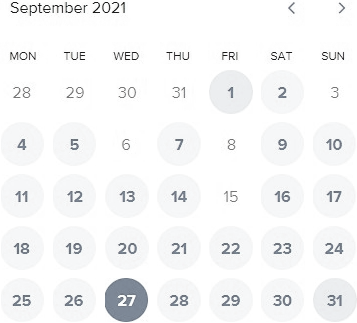 September 2021
MON TUE WED THU FRI SAT SUN
28 29 30 31 1 2 3
4 5 6 7 8 9 10
11 12 13 14 15 16 17
18 19 20 21 22 23 24
25 26 27 28 29 30 31